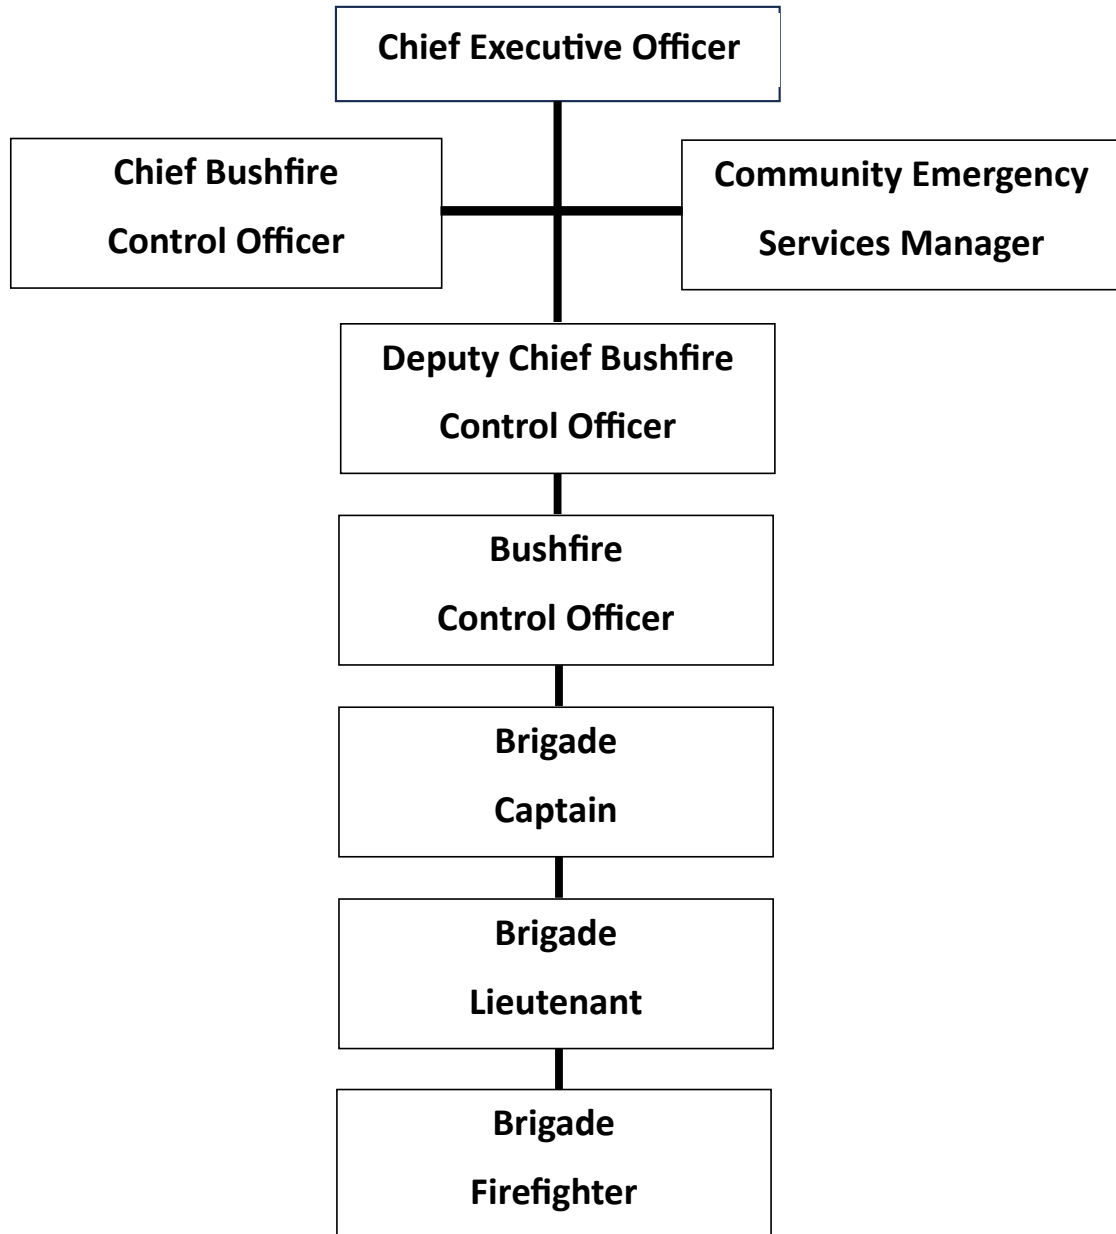 Chief Executive Officer
Chief Bushfire
Control Officer
Community Emergency
Services Manager
Deputy Chief Bushfire
Control Officer
Bushfire
Control Officer
Brigade
Captain
Brigade
Lieutenant
Brigade
Firefighter